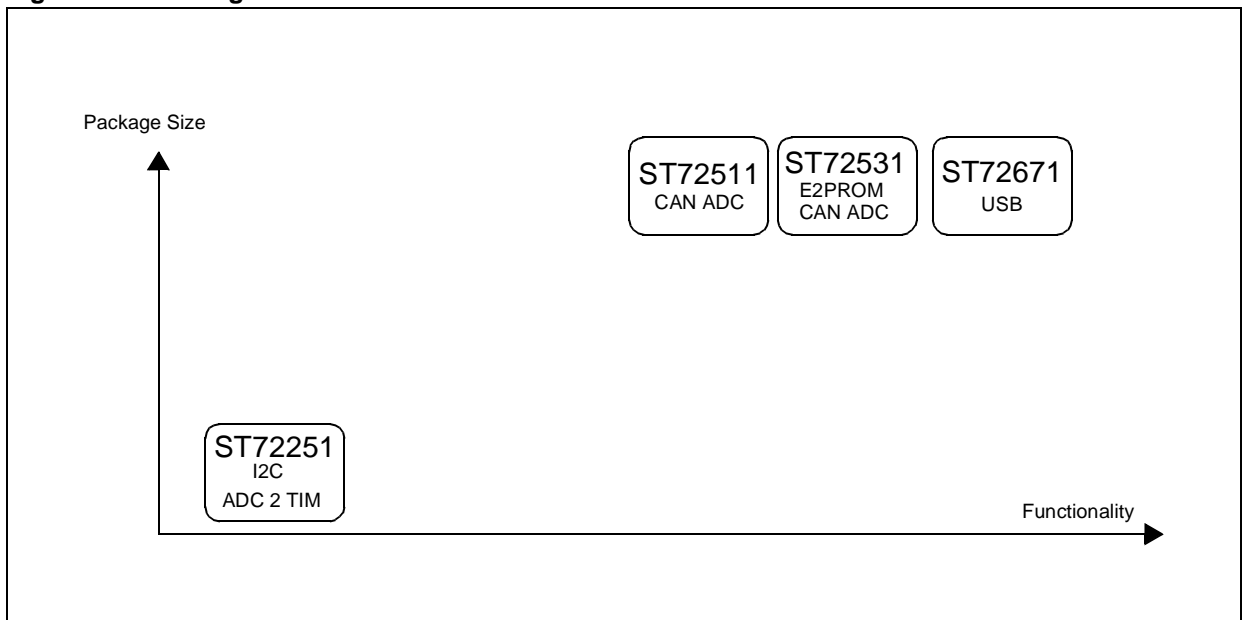 Package Size
ST72511
CAN ADC
ST72531
E2PROM
CAN ADC
ST72671
USB
ST72251
I2C
ADC 2 TIM
Functionality